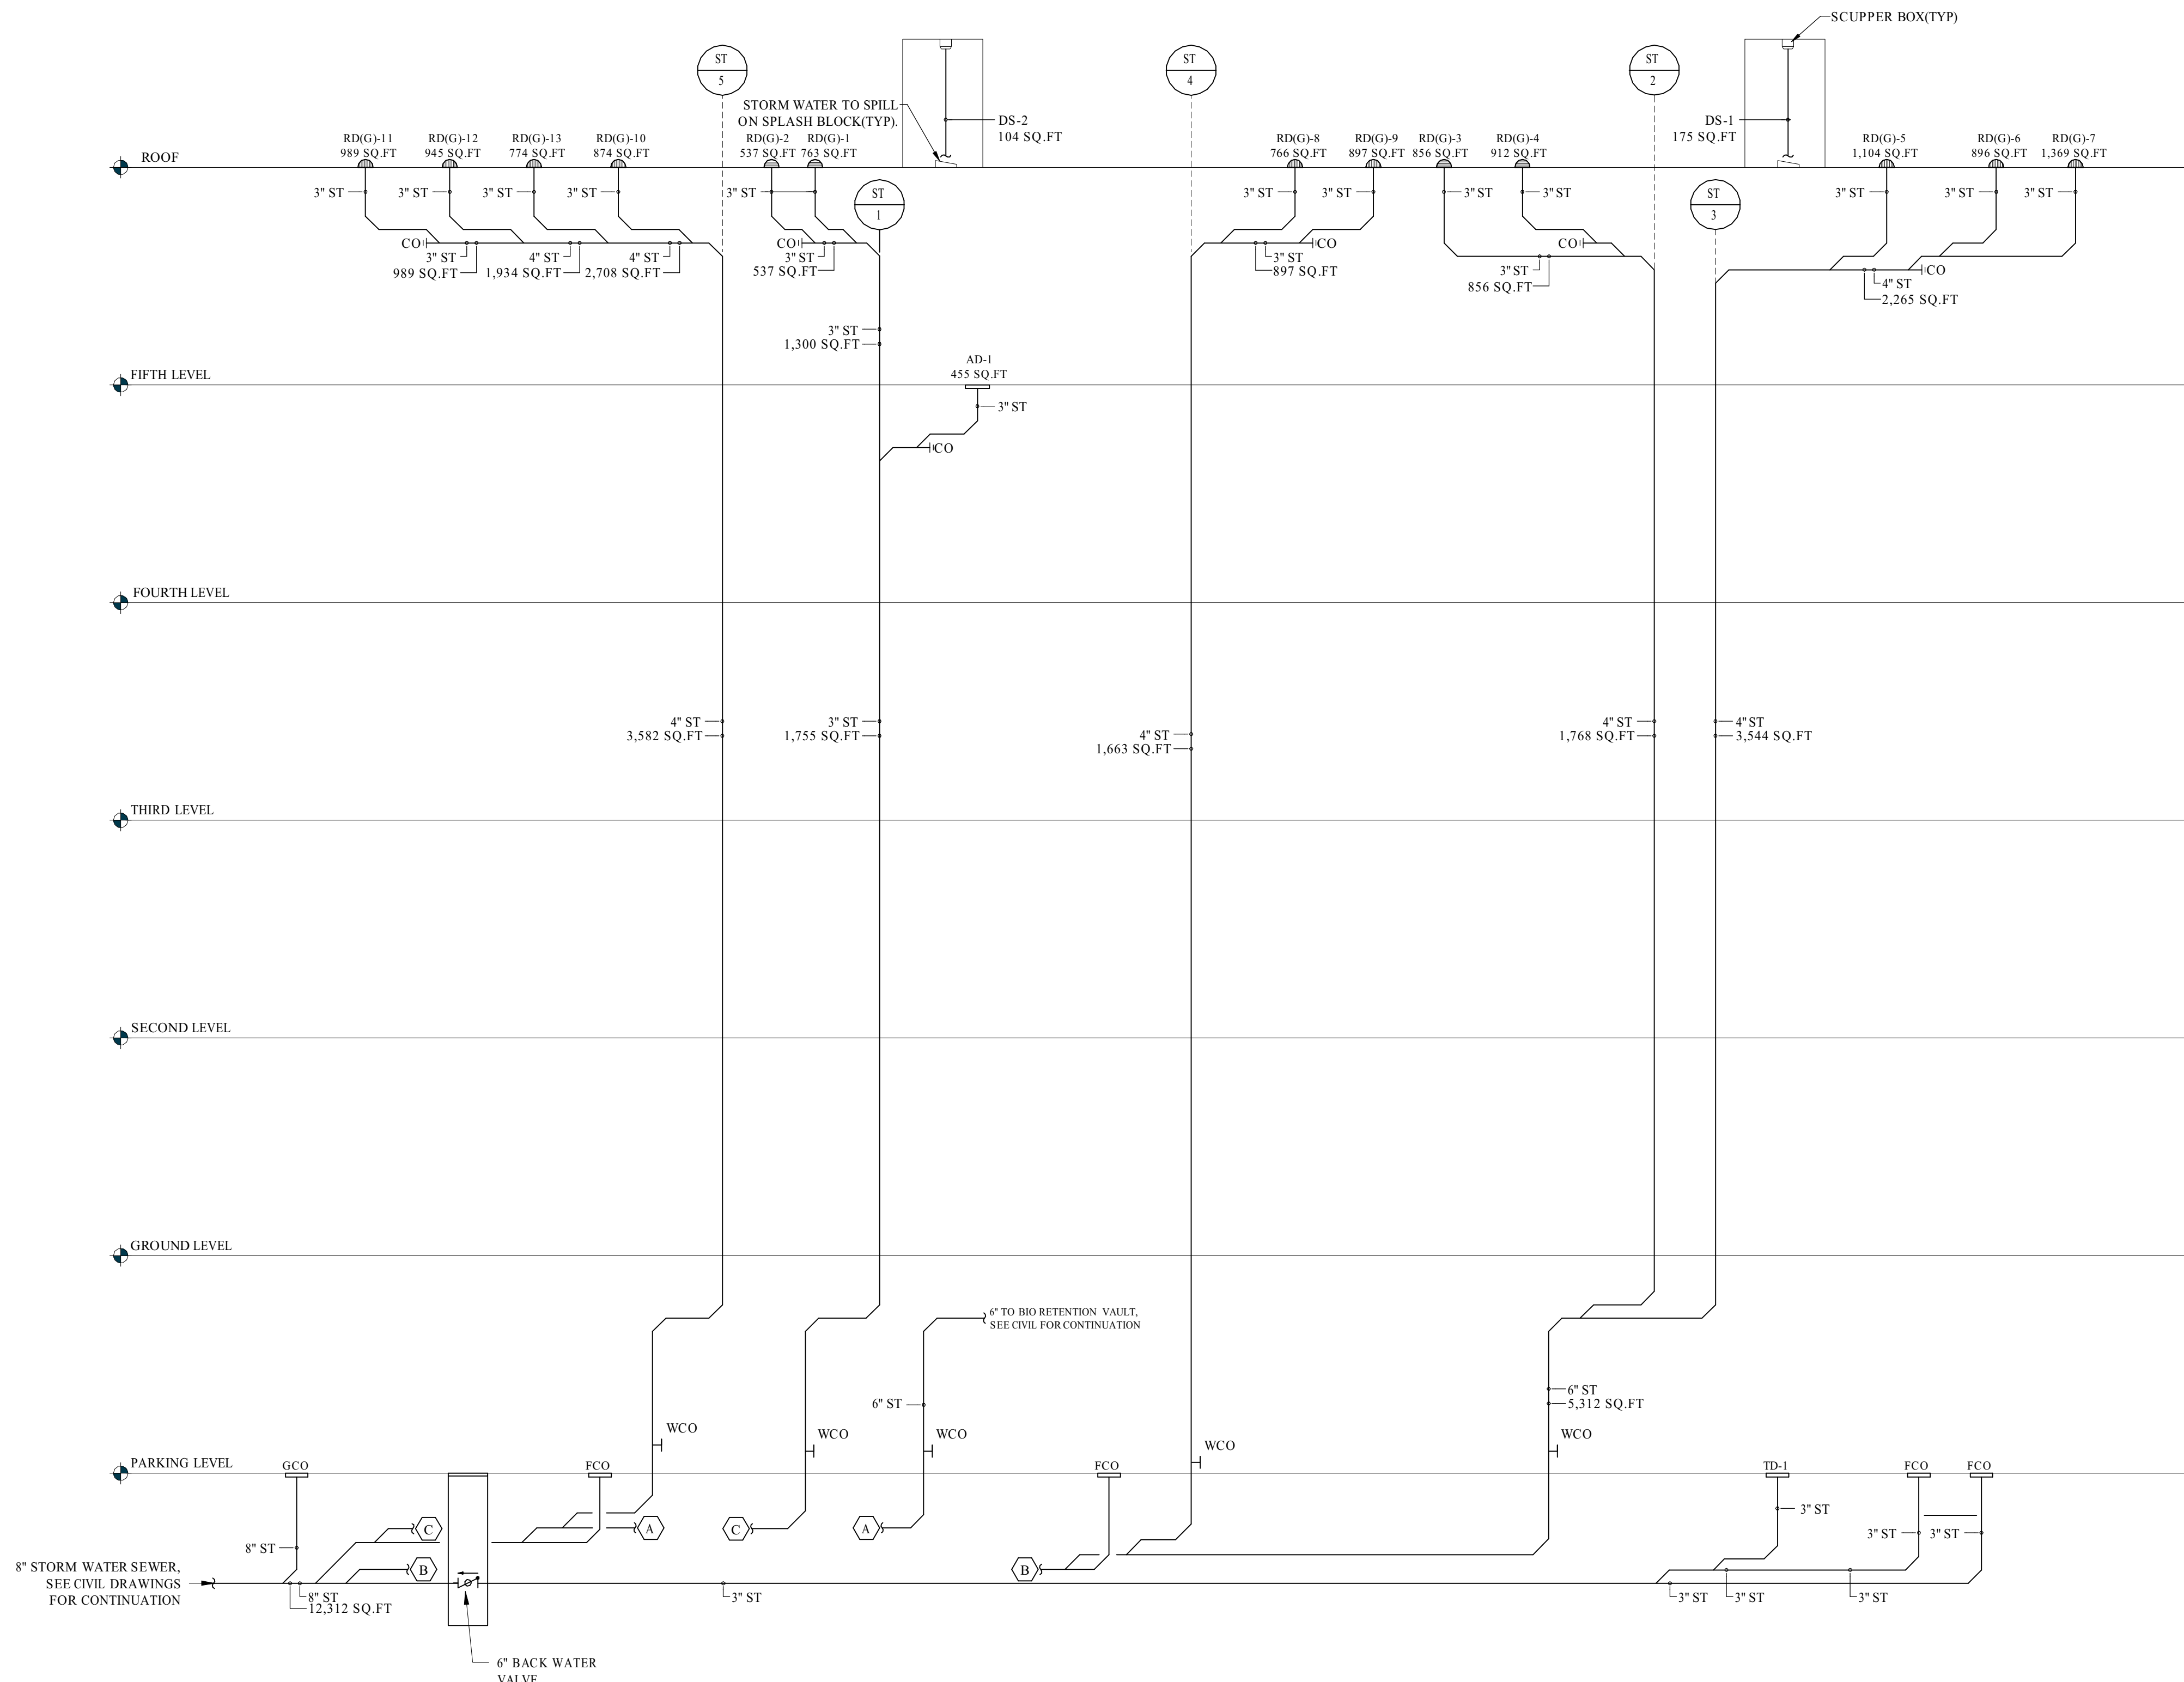 SCUPPER BOX(TYP)
ST
5
ST
4
ST
2
STORM WATER TO SPILL
ON SPLASH BLOCK(TYP).
DS-2
104 SQ.FT
DS-1
175 SQ.FT
RD(G)-11
989 SQ.FT
RD(G)-12
945 SQ.FT
RD(G)-13
774 SQ.FT
RD(G)-10
874 SQ.FT
RD(G)-2
537 SQ.FT
RD(G)-1
763 SQ.FT
RD(G)-8
766 SQ.FT
RD(G)-9
897 SQ.FT
RD(G)-3
856 SQ.FT
RD(G)-4
912 SQ.FT
RD(G)-5
1,104 SQ.FT
RD(G)-6
896 SQ.FT
RD(G)-7
1,369 SQ.FT
ROOF
3" ST
3" ST
3" ST
3" ST
3" ST
3" ST
3" ST
3" ST
3" ST
3" ST
3" ST
3" ST
ST
1
ST
3
CO
3" ST
989 SQ.FT
4" ST
1,934 SQ.FT
4" ST
2,708 SQ.FT
CO
3" ST
537 SQ.FT
CO
3" ST
897 SQ.FT
CO
3" ST
856 SQ.FT
CO
4" ST
2,265 SQ.FT
3" ST
1,300 SQ.FT
AD-1
455 SQ.FT
FIFTH LEVEL
3" ST
CO
FOURTH LEVEL
4" ST
3,582 SQ.FT
3" ST
1,755 SQ.FT
4" ST
1,663 SQ.FT
4" ST
1,768 SQ.FT
4" ST
3,544 SQ.FT
THIRD LEVEL
SECOND LEVEL
GROUND LEVEL
6" TO BIO RETENTION VAULT,
SEE CIVIL FOR CONTINUATION
6" ST
6" ST
5,312 SQ.FT
WCO
WCO
WCO
WCO
WCO
PARKING LEVEL
GCO
FCO
FCO
TD-1
FCO
FCO
3" ST
3" ST
3" ST
C
A
C
A
8" ST
B
B
8" STORM WATER SEWER,
SEE CIVIL DRAWINGS
FOR CONTINUATION
8" ST
12,312 SQ.FT
3" ST
3" ST
3" ST
3" ST
6" BACK WATER
VALVE